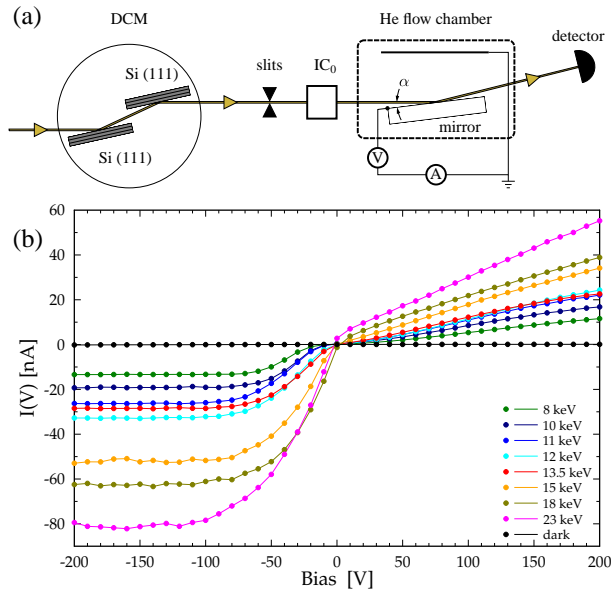 (a)
DCM
He flow chamber
detector
Si (111)
slits
IC₀
α
Si (111)
mirror
V
A
(b)
60
40
20
0
-20
-40
-60
-80
I(V) [nA]
8 keV
10 keV
11 keV
12 keV
13.5 keV
15 keV
18 keV
23 keV
dark
-200 -150 -100 -50 0 50 100 150 200
Bias [V]